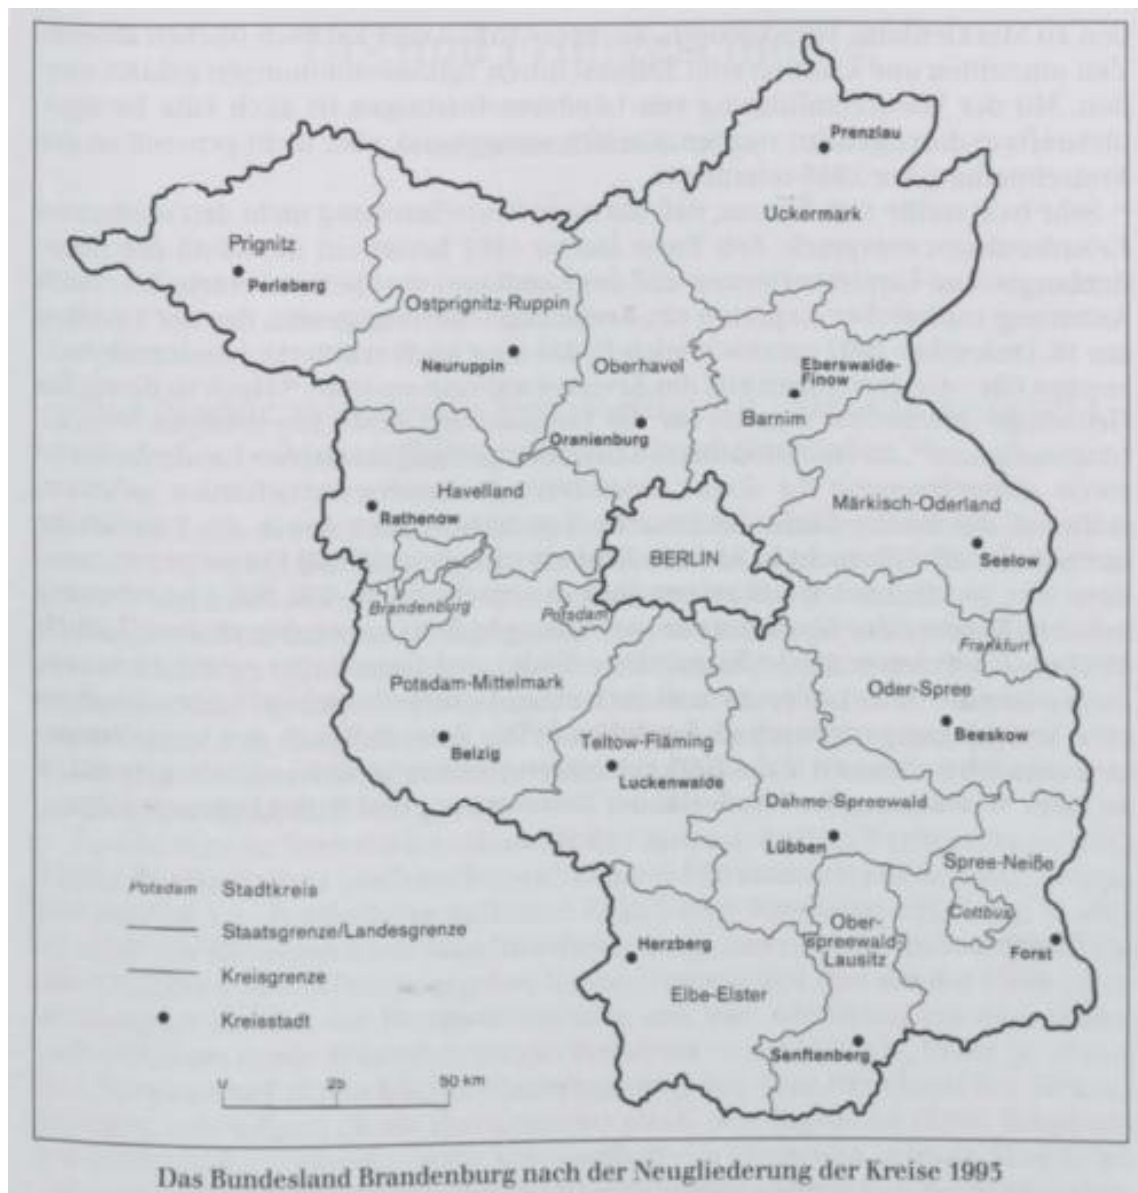 Prenzlau
Uckermark
Prignitz
Perleberg
Ostprignitz-Ruppin
Neuruppin
Oberhavel
Eberswalde-
Finow
Barnim
Oranienburg
Havelland
Rathenow
Märkisch-Oderland
Seelow
BERLIN
Brandenburg
Potsdam
Frankfurt
Potsdam-Mittelmark
Oder-Spree
Belzig
Teltow-Fläming
Luckenwalde
Beeskow
Dahme-Spreewald
Lübben
Spree-Neiße
Cottbus
Ober-
spreewald-
Lausitz
Herzberg
Forst
Elbe-Elster
Senftenberg
Potsdam Stadtkreis
Staatsgrenze/Landesgrenze
Kreisgrenze
Kreisstadt
0 25 50 km
Das Bundesland Brandenburg nach der Neugliederung der Kreise 1993